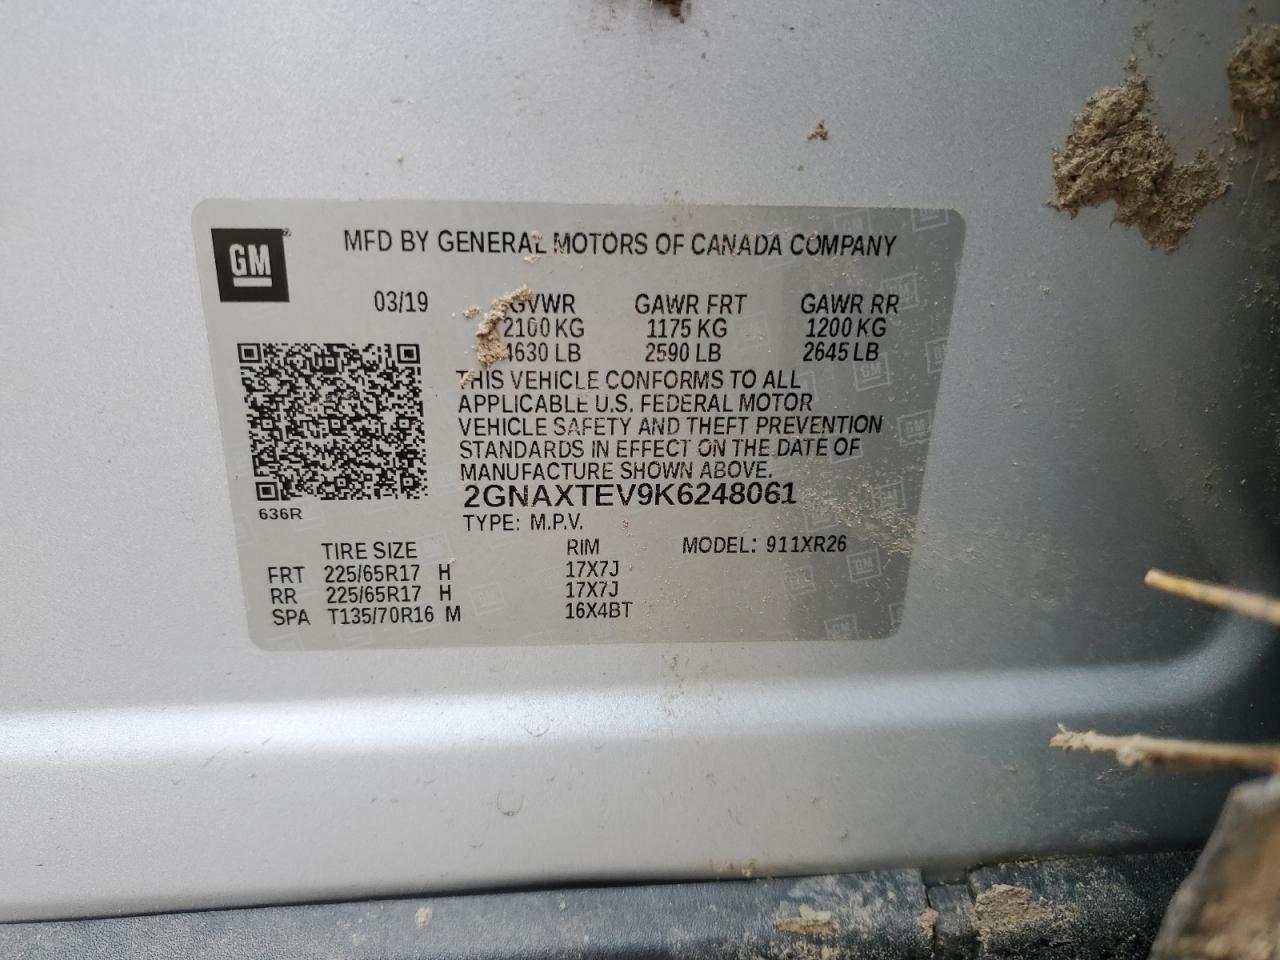 GM
MFD BY GENERAL MOTORS OF CANADA COMPANY
03/19 GVWR GAWR FRT GAWR RR
2100 KG 1175 KG 1200 KG
4630 LB 2590 LB 2645 LB
THIS VEHICLE CONFORMS TO ALL
APPLICABLE U.S. FEDERAL MOTOR
VEHICLE SAFETY AND THEFT PREVENTION
STANDARDS IN EFFECT ON THE DATE OF
MANUFACTURE SHOWN ABOVE.
2GNAXTEV9K6248061
636R
TYPE: M.P.V.
TIRE SIZE RIM MODEL: 911XR26
FRT 225/65R17 H 17X7J
RR 225/65R17 H 17X7J
SPA T135/70R16 M 16X4BT